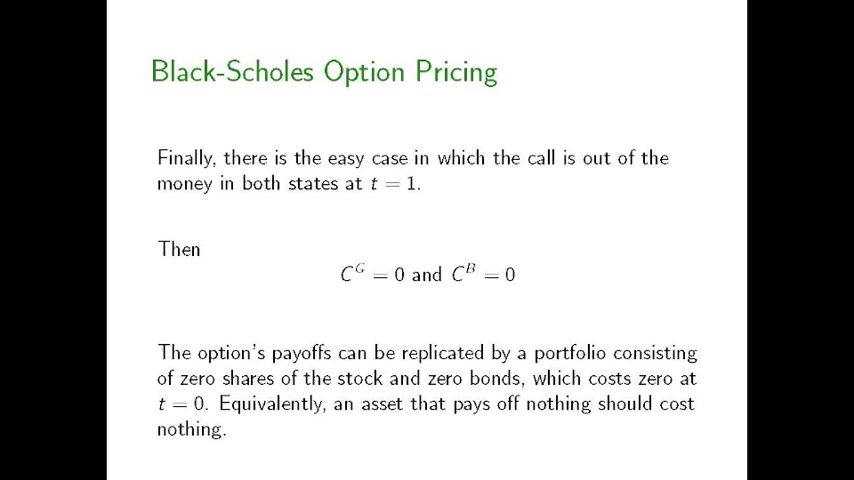 Black-Scholes Option Pricing
Finally, there is the easy case in which the call is out of the
money in both states at t = 1.
Then
C^G = 0 and C^B = 0
The option's payoffs can be replicated by a portfolio consisting
of zero shares of the stock and zero bonds, which costs zero at
t = 0. Equivalently, an asset that pays off nothing should cost
nothing.